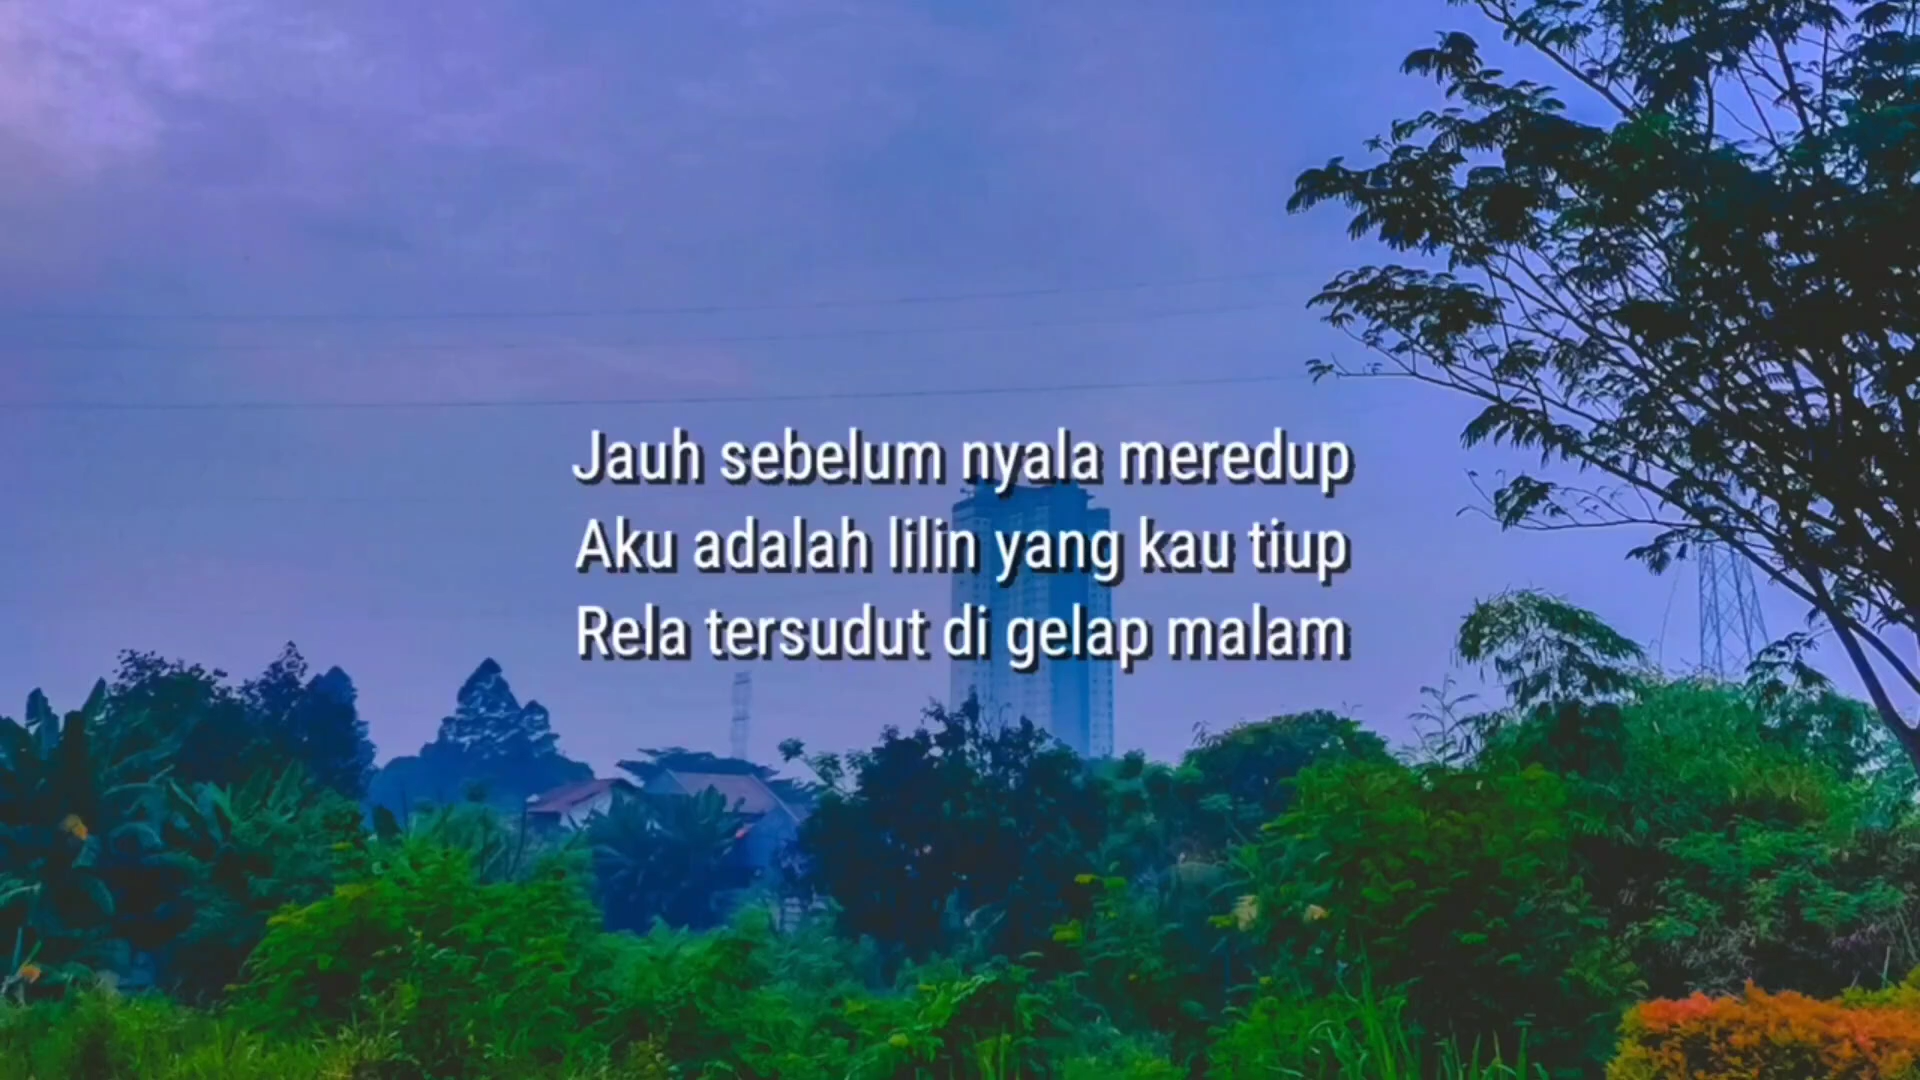 Jauh sebelum nyala meredup
Aku adalah lilin yang kau tiup
Rela tersudut di gelap malam